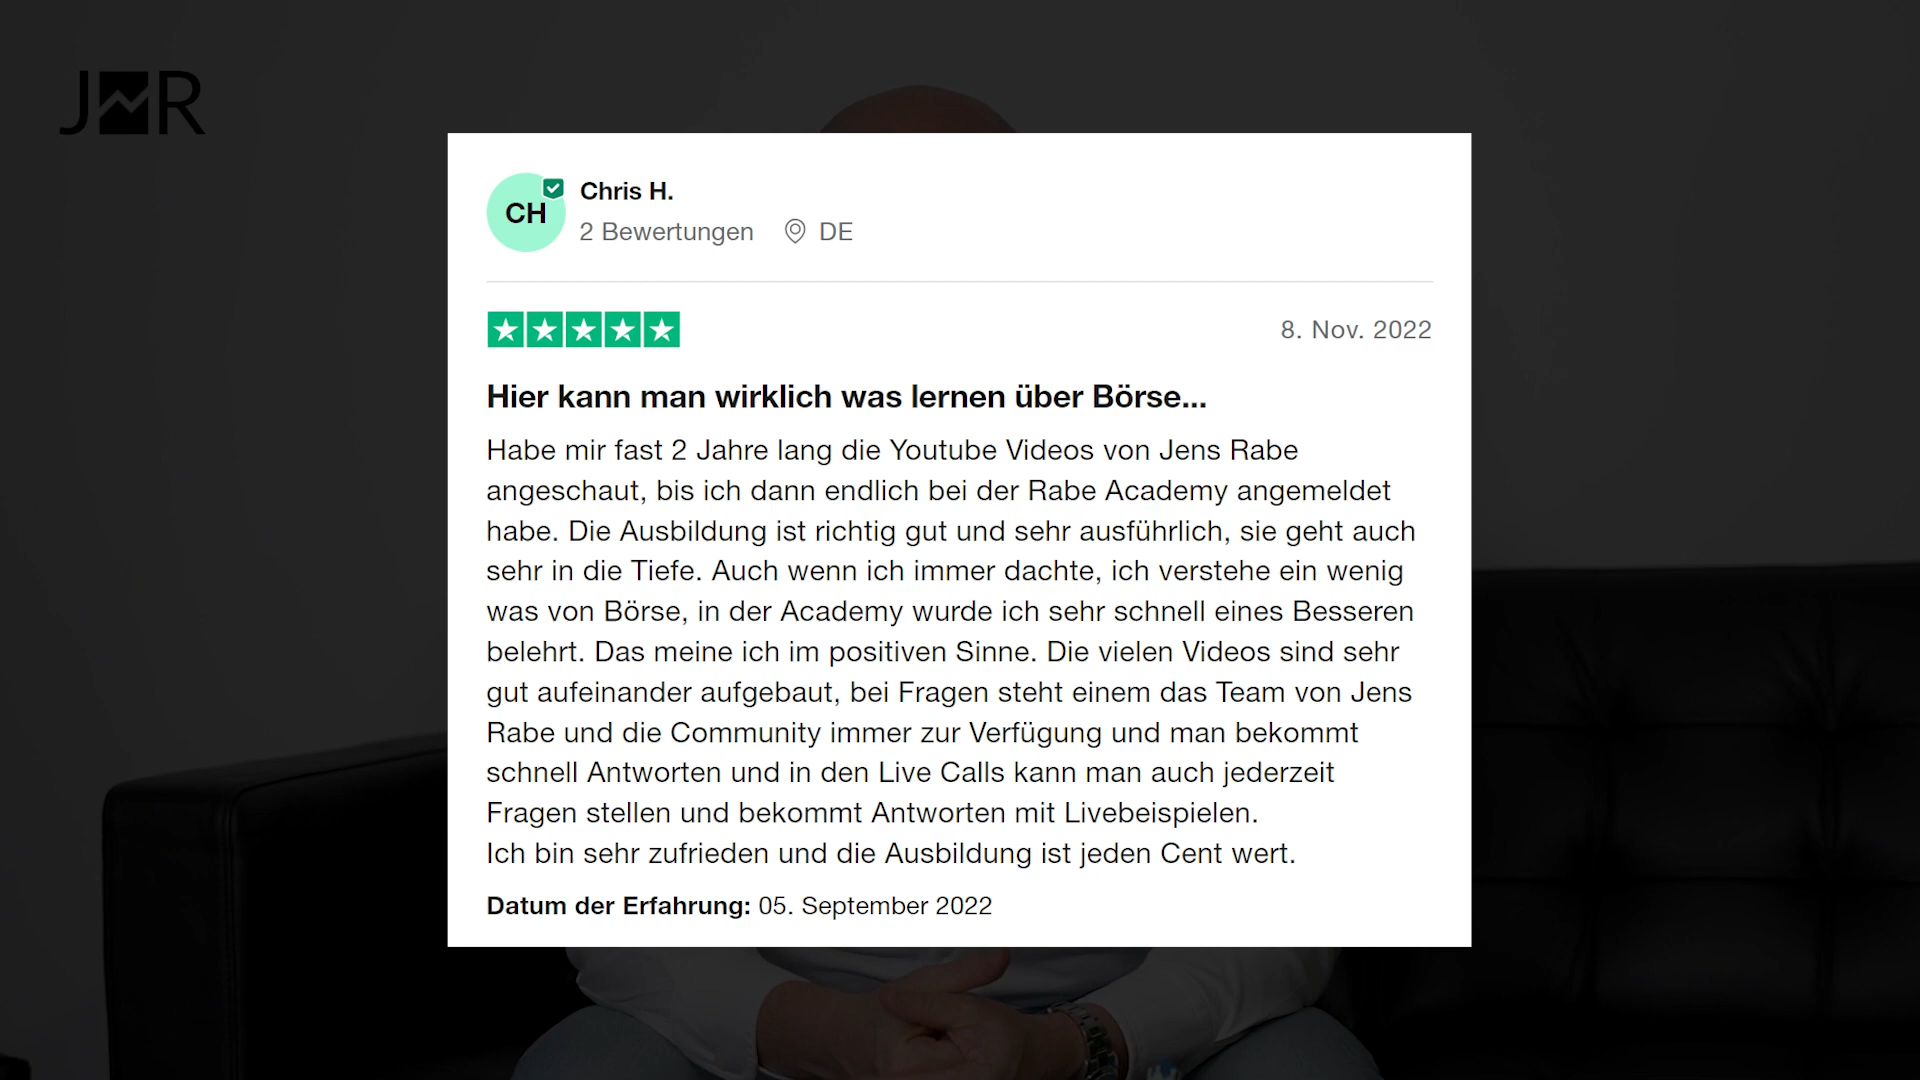 JR
CH
Chris H.
2 Bewertungen DE
8. Nov. 2022
Hier kann man wirklich was lernen über Börse...
Habe mir fast 2 Jahre lang die Youtube Videos von Jens Rabe
angeschaut, bis ich dann endlich bei der Rabe Academy angemeldet
habe. Die Ausbildung ist richtig gut und sehr ausführlich, sie geht auch
sehr in die Tiefe. Auch wenn ich immer dachte, ich verstehe ein wenig
was von Börse, in der Academy wurde ich sehr schnell eines Besseren
belehrt. Das meine ich im positiven Sinne. Die vielen Videos sind sehr
gut aufeinander aufgebaut, bei Fragen steht einem das Team von Jens
Rabe und die Community immer zur Verfügung und man bekommt
schnell Antworten und in den Live Calls kann man auch jederzeit
Fragen stellen und bekommt Antworten mit Livebeispielen.
Ich bin sehr zufrieden und die Ausbildung ist jeden Cent wert.
Datum der Erfahrung: 05. September 2022